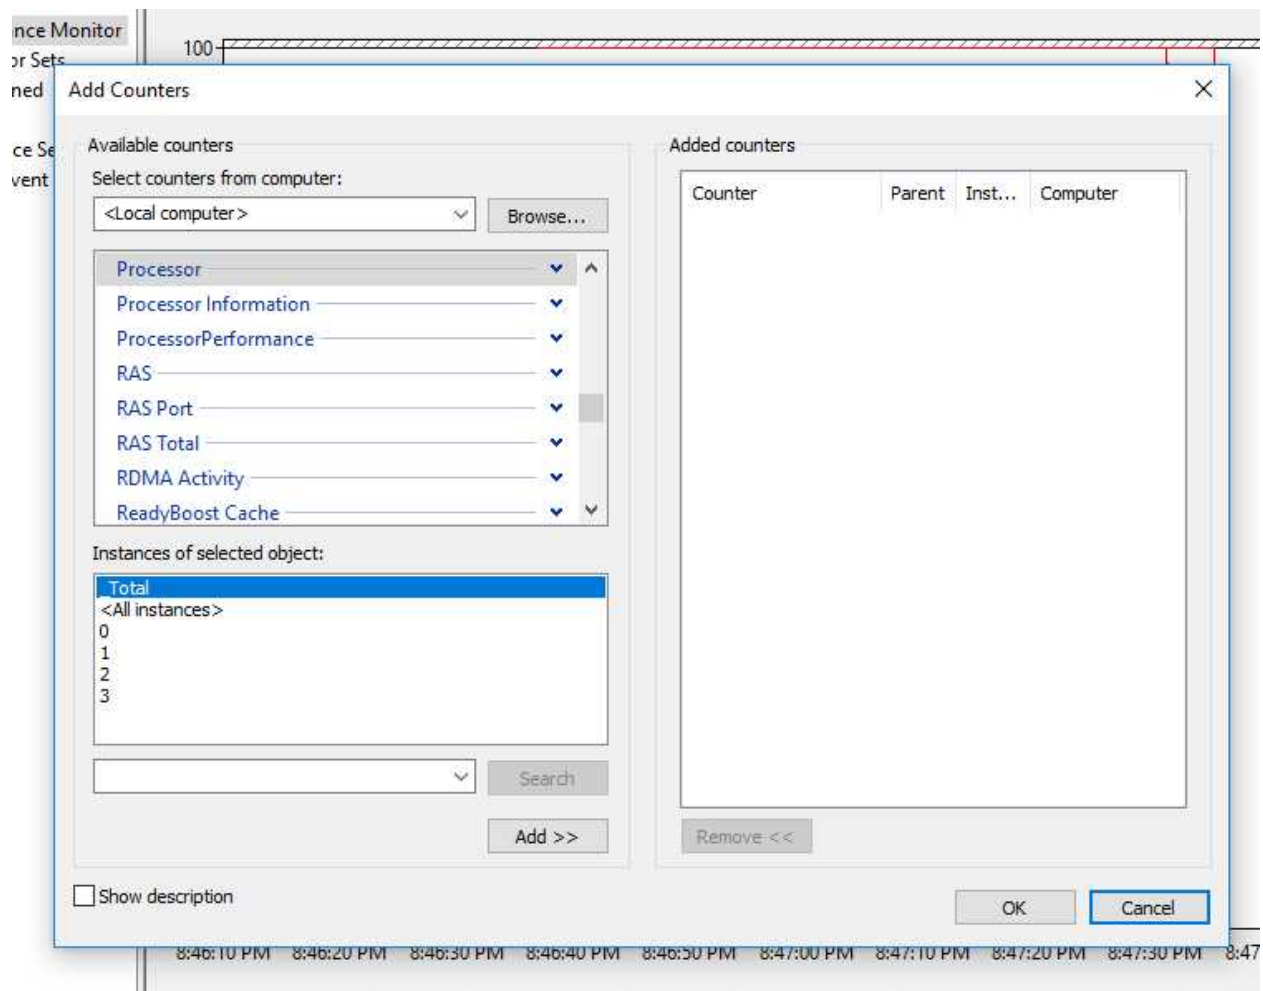 nce Monitor
or Sets
ned
ce Se
vent
100
Add Counters
Available counters
Select counters from computer:
<Local computer>
Browse...
Processor
Processor Information
ProcessorPerformance
RAS
RAS Port
RAS Total
RDMA Activity
ReadyBoost Cache
Instances of selected object:
_Total
<All instances>
0
1
2
3
Search
Add >>
Show description
Added counters
Counter Parent Inst... Computer
Remove <<
OK Cancel
8:46:10 PM 8:46:20 PM 8:46:30 PM 8:46:40 PM 8:46:50 PM 8:47:00 PM 8:47:10 PM 8:47:20 PM 8:47:30 PM 8:47